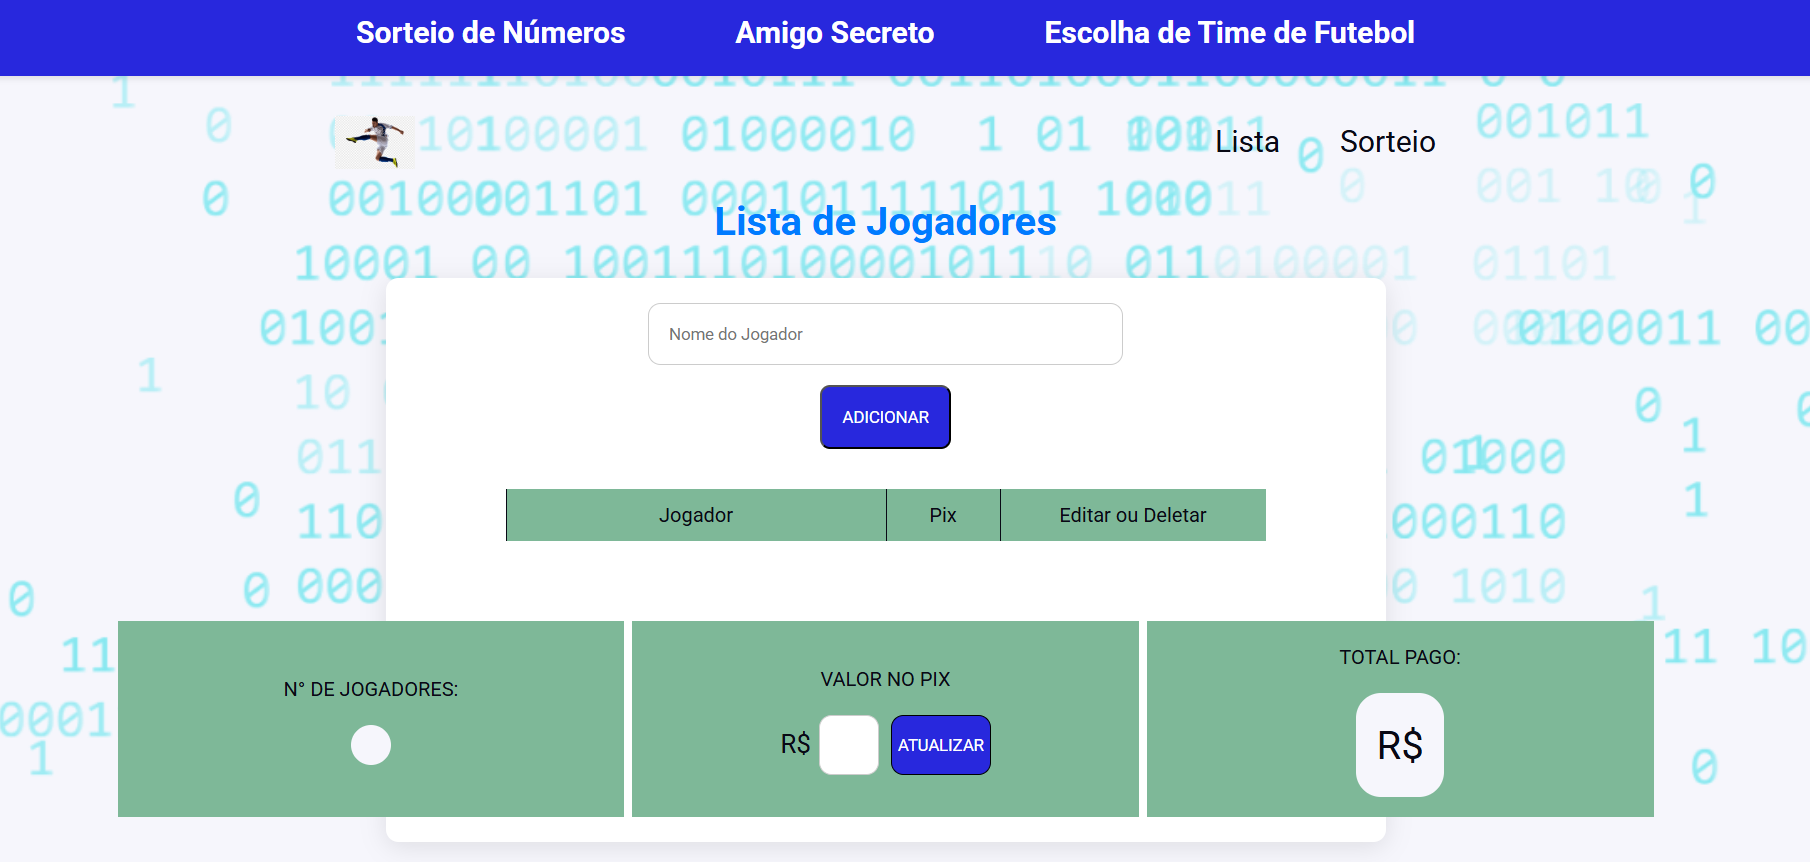 Sorteio de Números Amigo Secreto Escolha de Time de Futebol
Lista Sorteio
Lista de Jogadores
Nome do Jogador
ADICIONAR
Jogador Pix Editar ou Deletar
N° DE JOGADORES:
VALOR NO PIX
R$ ATUALIZAR
TOTAL PAGO:
R$